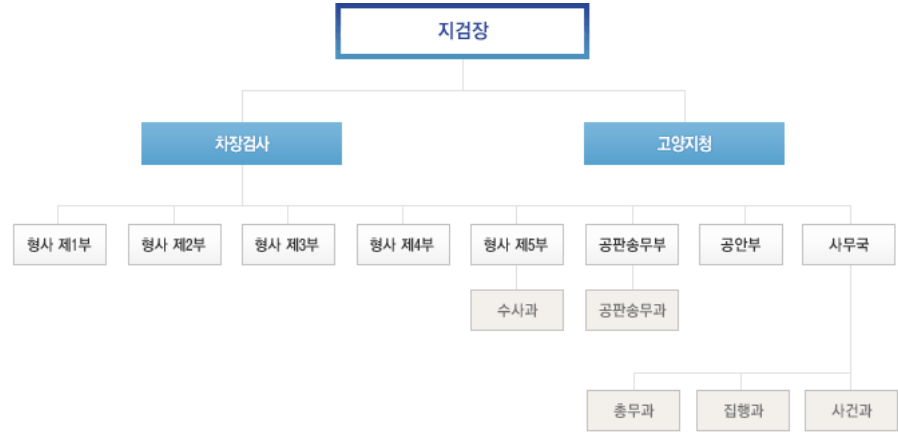 지검장
차장검사
고양지청
형사 제1부
형사 제2부
형사 제3부
형사 제4부
형사 제5부
공판송무부
공안부
사무국
수사과
공판송무과
총무과
집행과
사건과